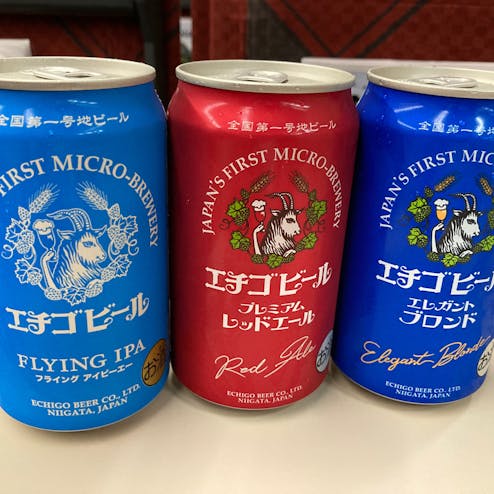 全国第一号地ビール
FIRST MICRO-BREWERY
エチゴビール
FLYING IPA
フライング アイピーエー
ECHIGO BEER CO., LTD.
NIIGATA, JAPAN
お酒
全国第一号地ビール
JAPAN'S FIRST MICRO-BREWERY
エチゴビール
プレミアム
レッドエール
Red Ale
ECHIGO BEER CO., LTD.
NIIGATA, JAPAN
お
全国第一号地ビール
JAPAN'S FIRST MICRO-BREWERY
エチゴビール
エレガント
ブロンド
Elegant Blonde
ECHIGO BEER CO., LTD.
NIIGATA, JAPAN